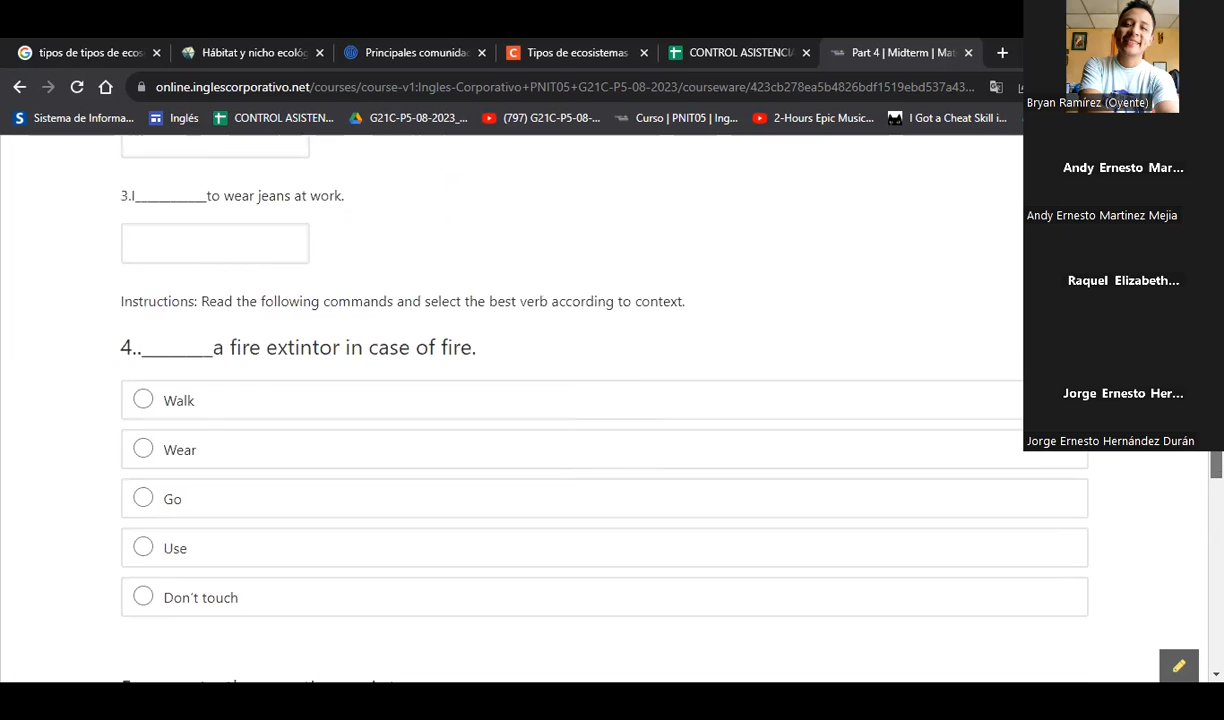 tipos de tipos de ecos
Hábitat y nicho ecológ
Principales comunida
Tipos de ecosistemas
CONTROL ASISTENCIA
Part 4 | Midterm | Mat
online.inglescorporativo.net/courses/course-v1:Ingles-Corporativo+PNIT05+G21C-P5-08-2023/courseware/423cb278ea5b4826bdf1519ebd537a43...
Sistema de Informa...
Inglés
CONTROL ASISTEN...
G21C-P5-08-2023_...
(797) G21C-P5-08-...
Curso | PNIT05 | Ing...
2-Hours Epic Music...
I Got a Cheat Skill i...
Bryan Ramírez (Oyente)
Andy Ernesto Mar...
Andy Ernesto Martinez Mejia
Raquel Elizabeth...
Jorge Ernesto Her...
Jorge Ernesto Hernández Durán
3.I__________to wear jeans at work.
Instructions: Read the following commands and select the best verb according to context.
4..______a fire extintor in case of fire.
Walk
Wear
Go
Use
Don´t touch